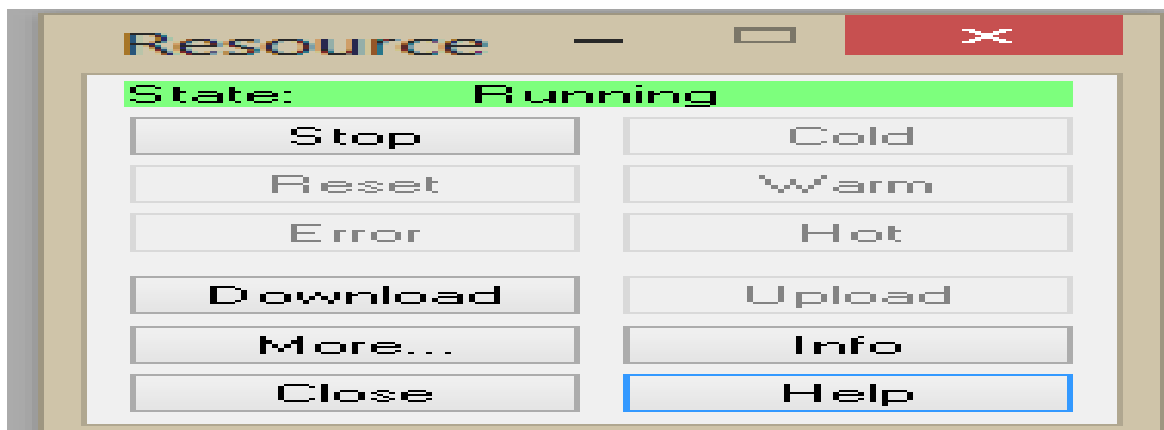 Resource
State: Running
Stop Cold
Reset Warm
Error Hot
Download Upload
More... Info
Close Help